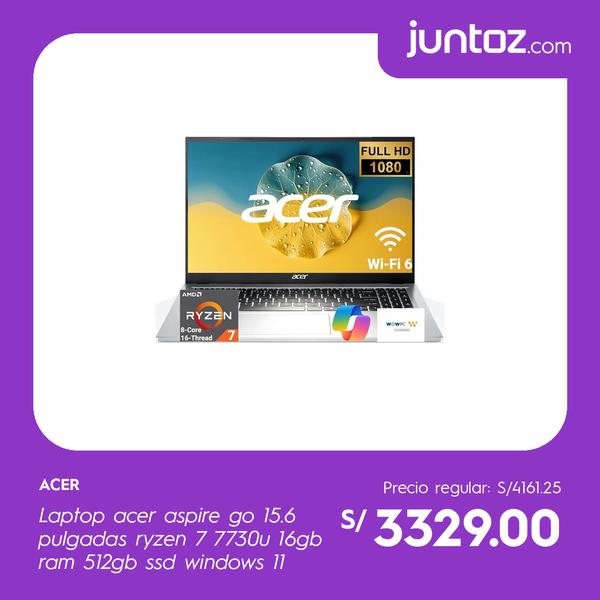 juntoz.com
FULL HD
1080
acer
Wi-Fi 6
acer
AMD
RYZEN
8-Core
16-Thread
7
WOWPC
ACER
Precio regular: S/4161.25
Laptop acer aspire go 15.6
pulgadas ryzen 7 7730u 16gb
ram 512gb ssd windows 11
S/ 3329.00